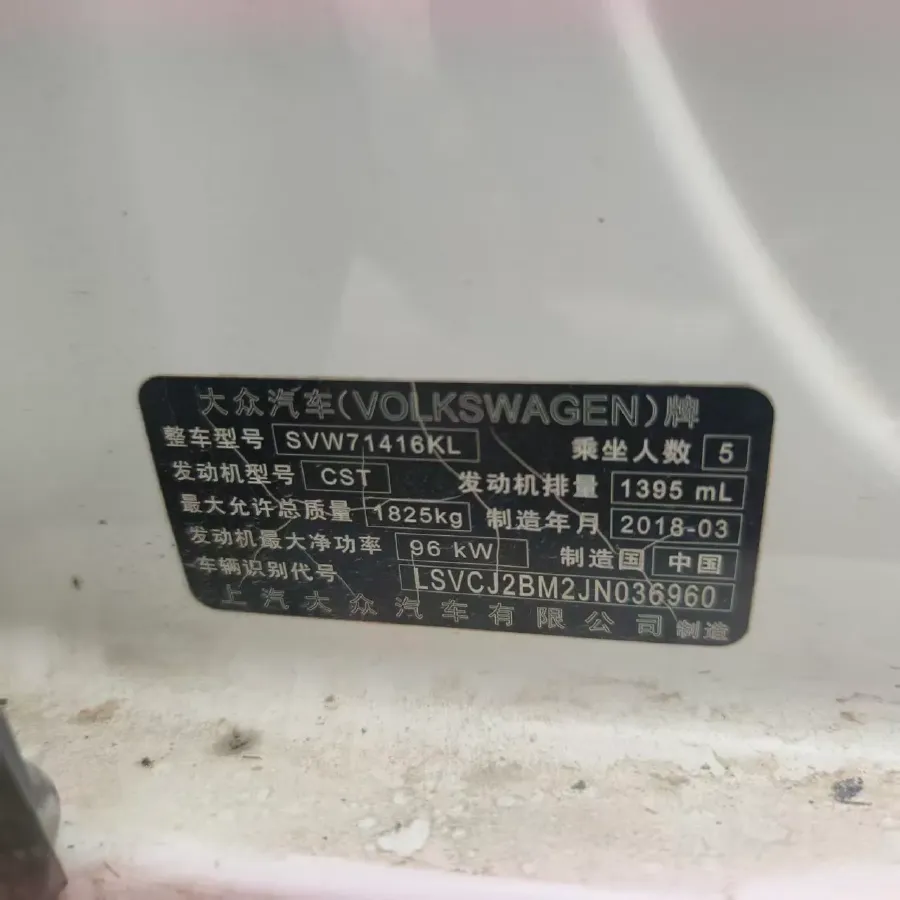 大众汽车(VOLKSWAGEN)牌
整车型号 SVW71416KL 乘坐人数 5
发动机型号 CST 发动机排量 1395 mL
最大允许总质量 1825kg 制造年月 2018-03
发动机最大净功率 96 kW 制造国 中国
车辆识别代号 LSVCJ2BM2JN036960
上汽大众汽车有限公司 制造